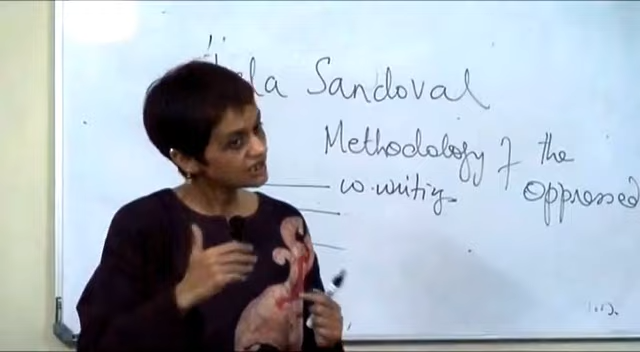 Sandoval
Methodology of the
oppressed
co-writing